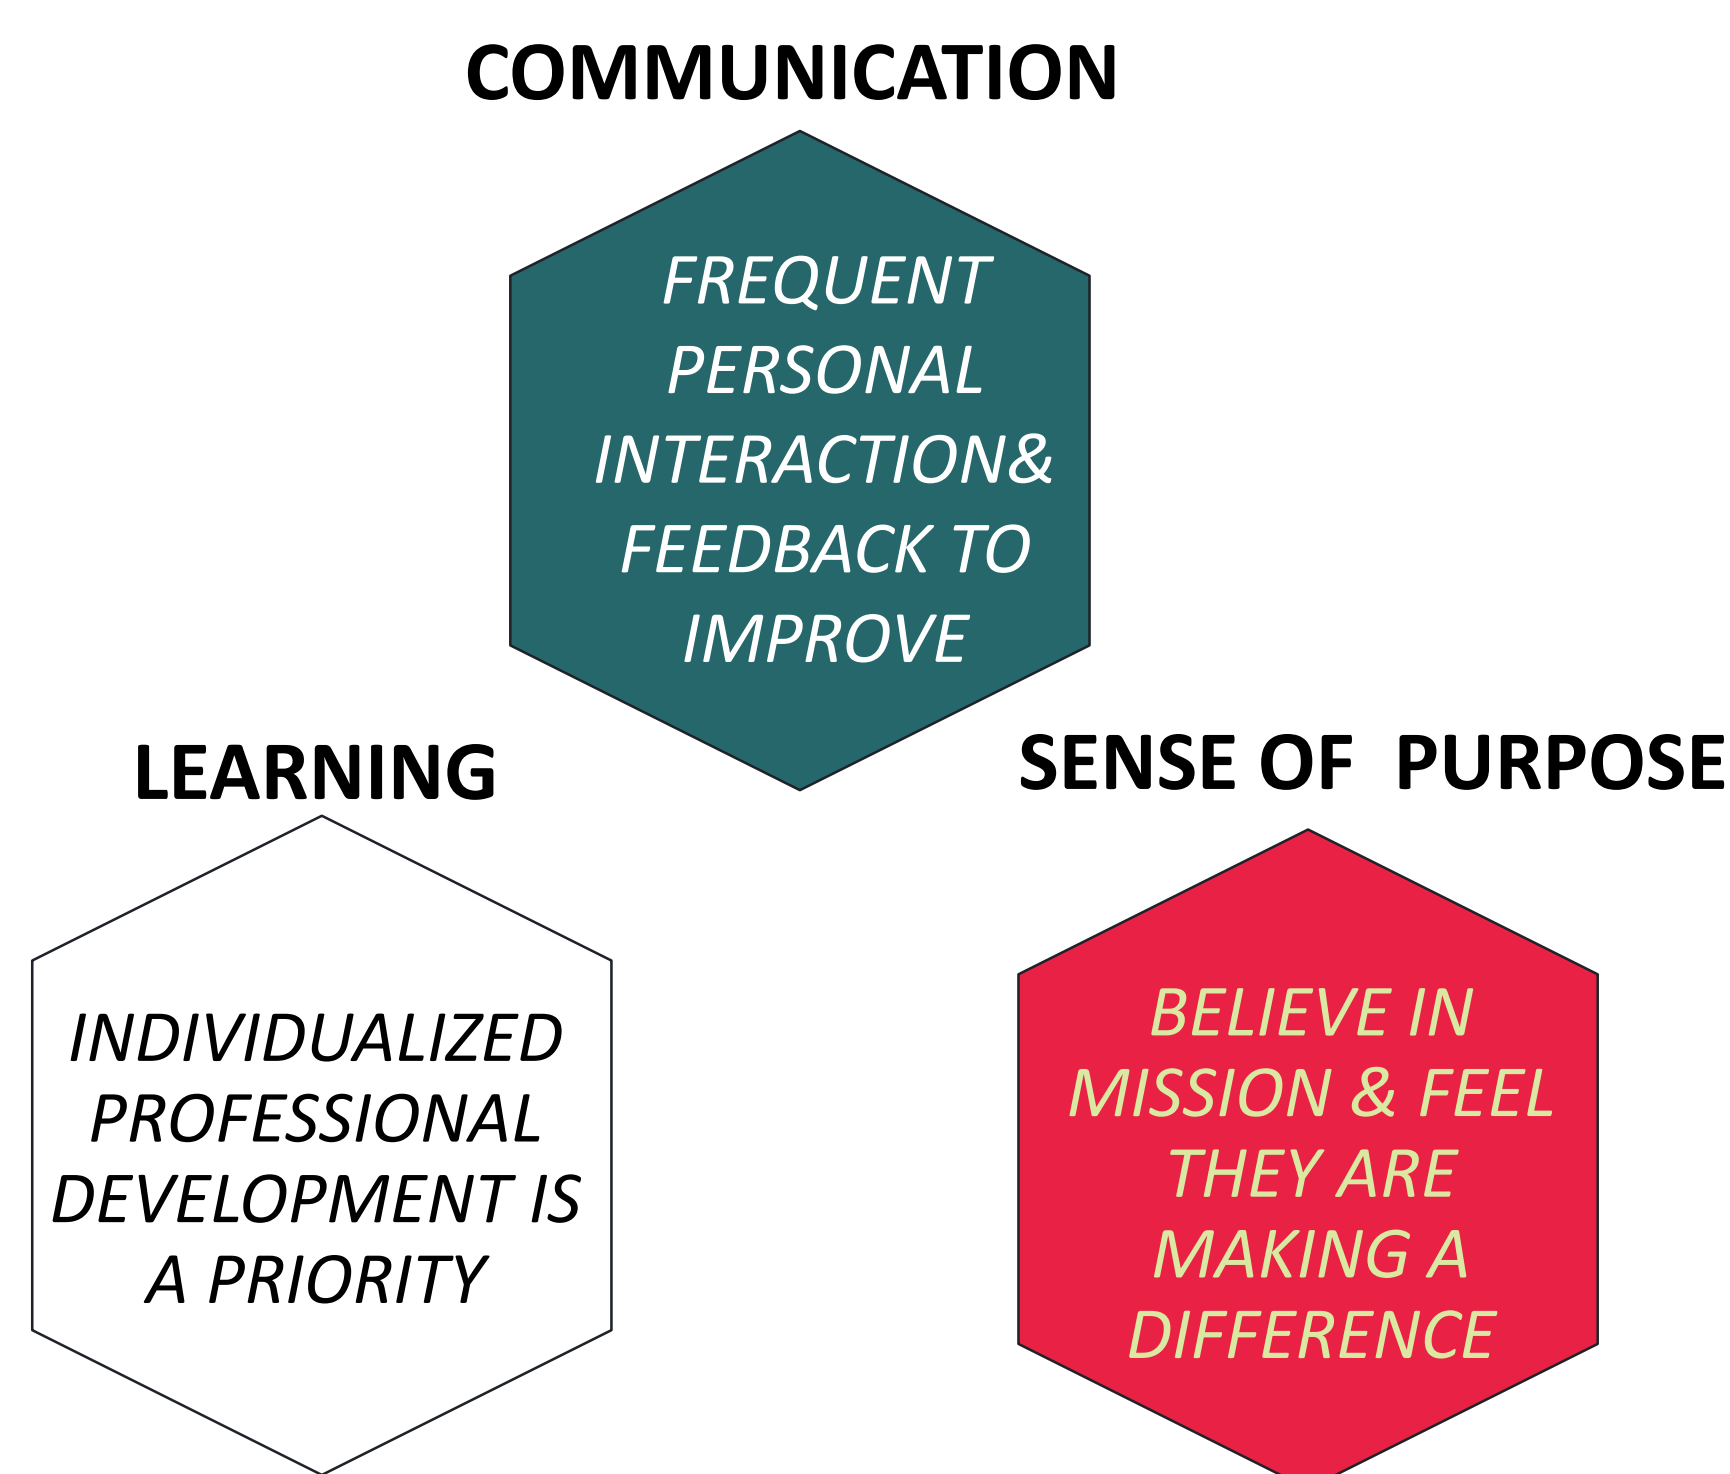 COMMUNICATION
FREQUENT
PERSONAL
INTERACTION&
FEEDBACK TO
IMPROVE
LEARNING
INDIVIDUALIZED
PROFESSIONAL
DEVELOPMENT IS
A PRIORITY
SENSE OF  PURPOSE
BELIEVE IN
MISSION & FEEL
THEY ARE
MAKING A
DIFFERENCE